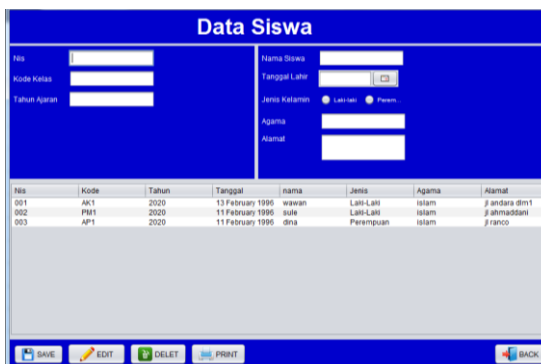 Data Siswa
Nis
Kode Kelas
Tahun Ajaran
Nama Siswa
Tanggal Lahir
Jenis Kelamin Laki-laki Perem...
Agama
Alamat
Nis Kode Tahun Tanggal nama Jenis Agama Alamat
001 AK1 2020 13 February 1996 wawan Laki-Laki islam jl andara dlm1
002 PM1 2020 11 February 1996 sule Laki-Laki islam jl ahmaddani
003 AP1 2020 11 February 1996 dina Perempuan islam jl ranco
SAVE EDIT DELET PRINT BACK